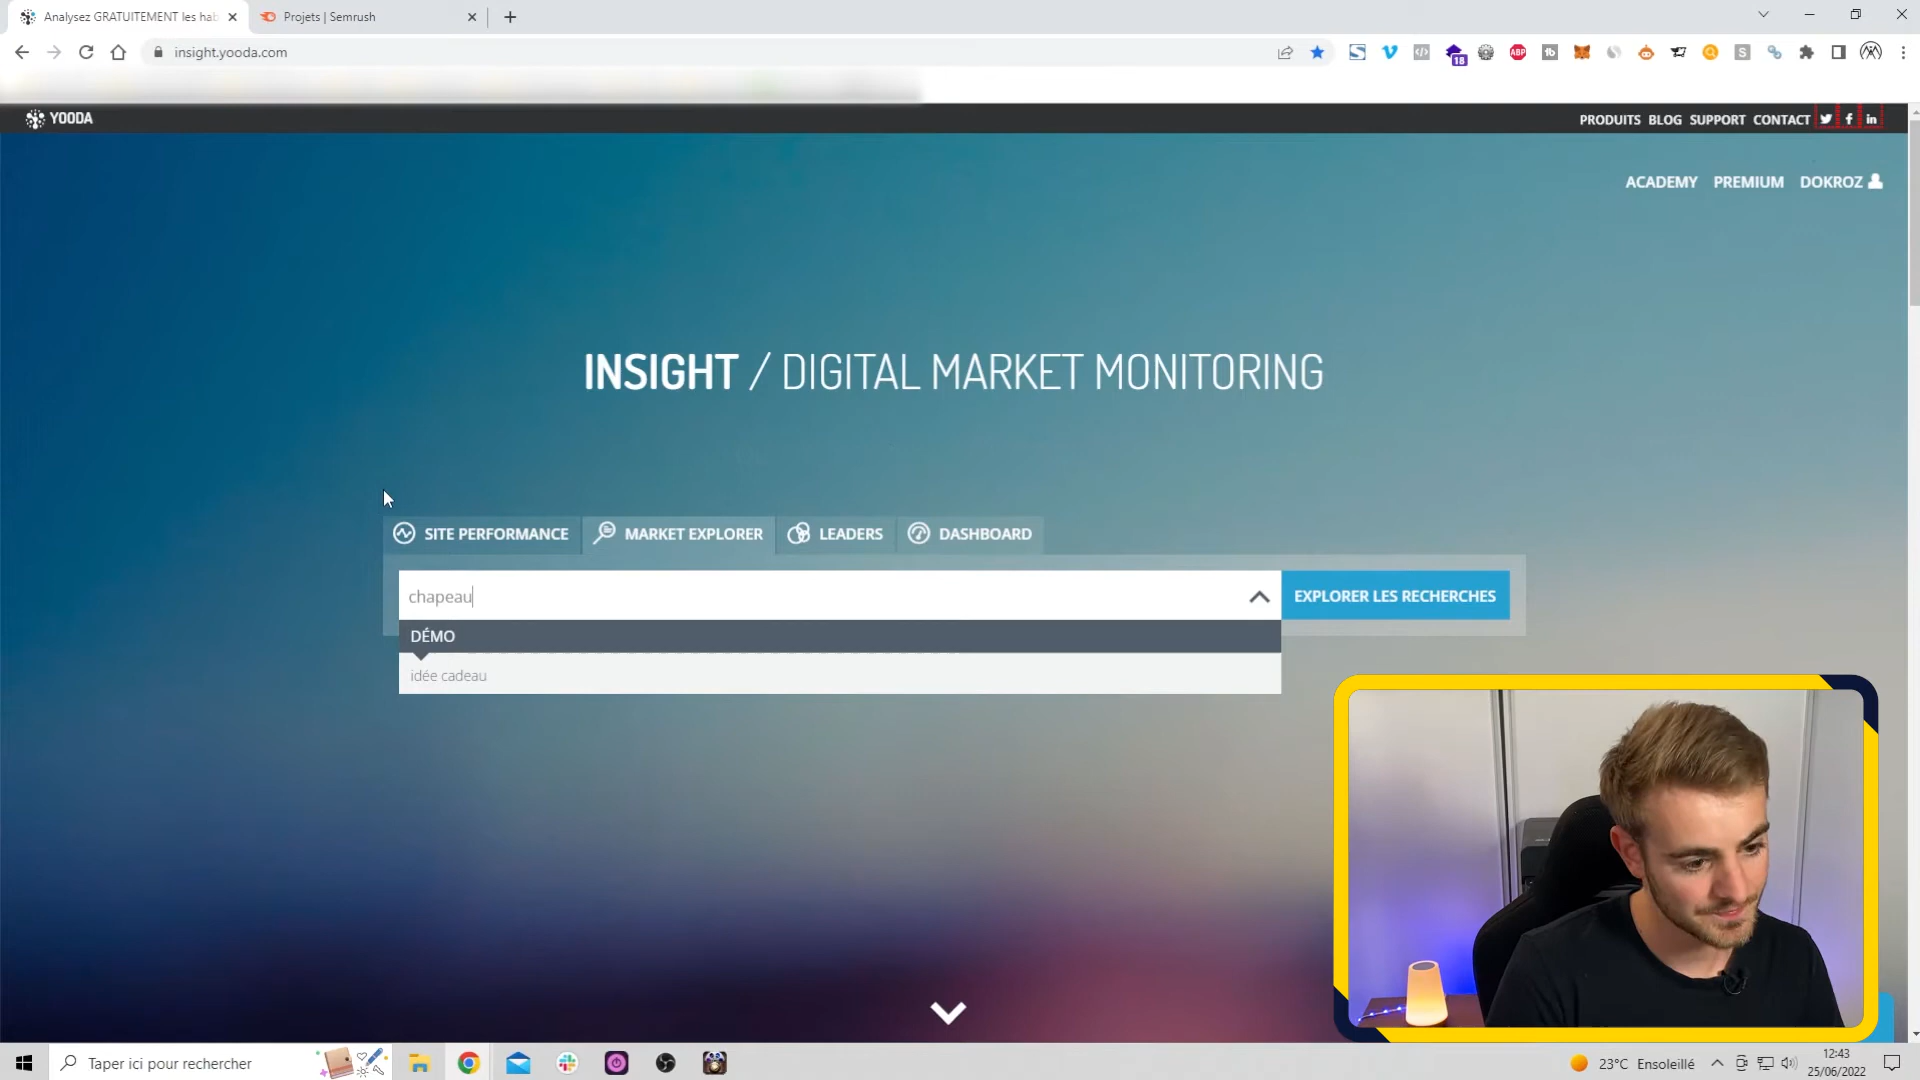 Analysez GRATUITEMENT les hab
Projets | Semrush
insight.yooda.com
18
ABP
YOODA
PRODUITS BLOG SUPPORT CONTACT
ACADEMY PREMIUM DOKROZ
INSIGHT / DIGITAL MARKET MONITORING
SITE PERFORMANCE MARKET EXPLORER LEADERS DASHBOARD
chapeau
EXPLORER LES RECHERCHES
DÉMO
idée cadeau
Taper ici pour rechercher
23°C Ensoleillé
12:43
25/06/2022